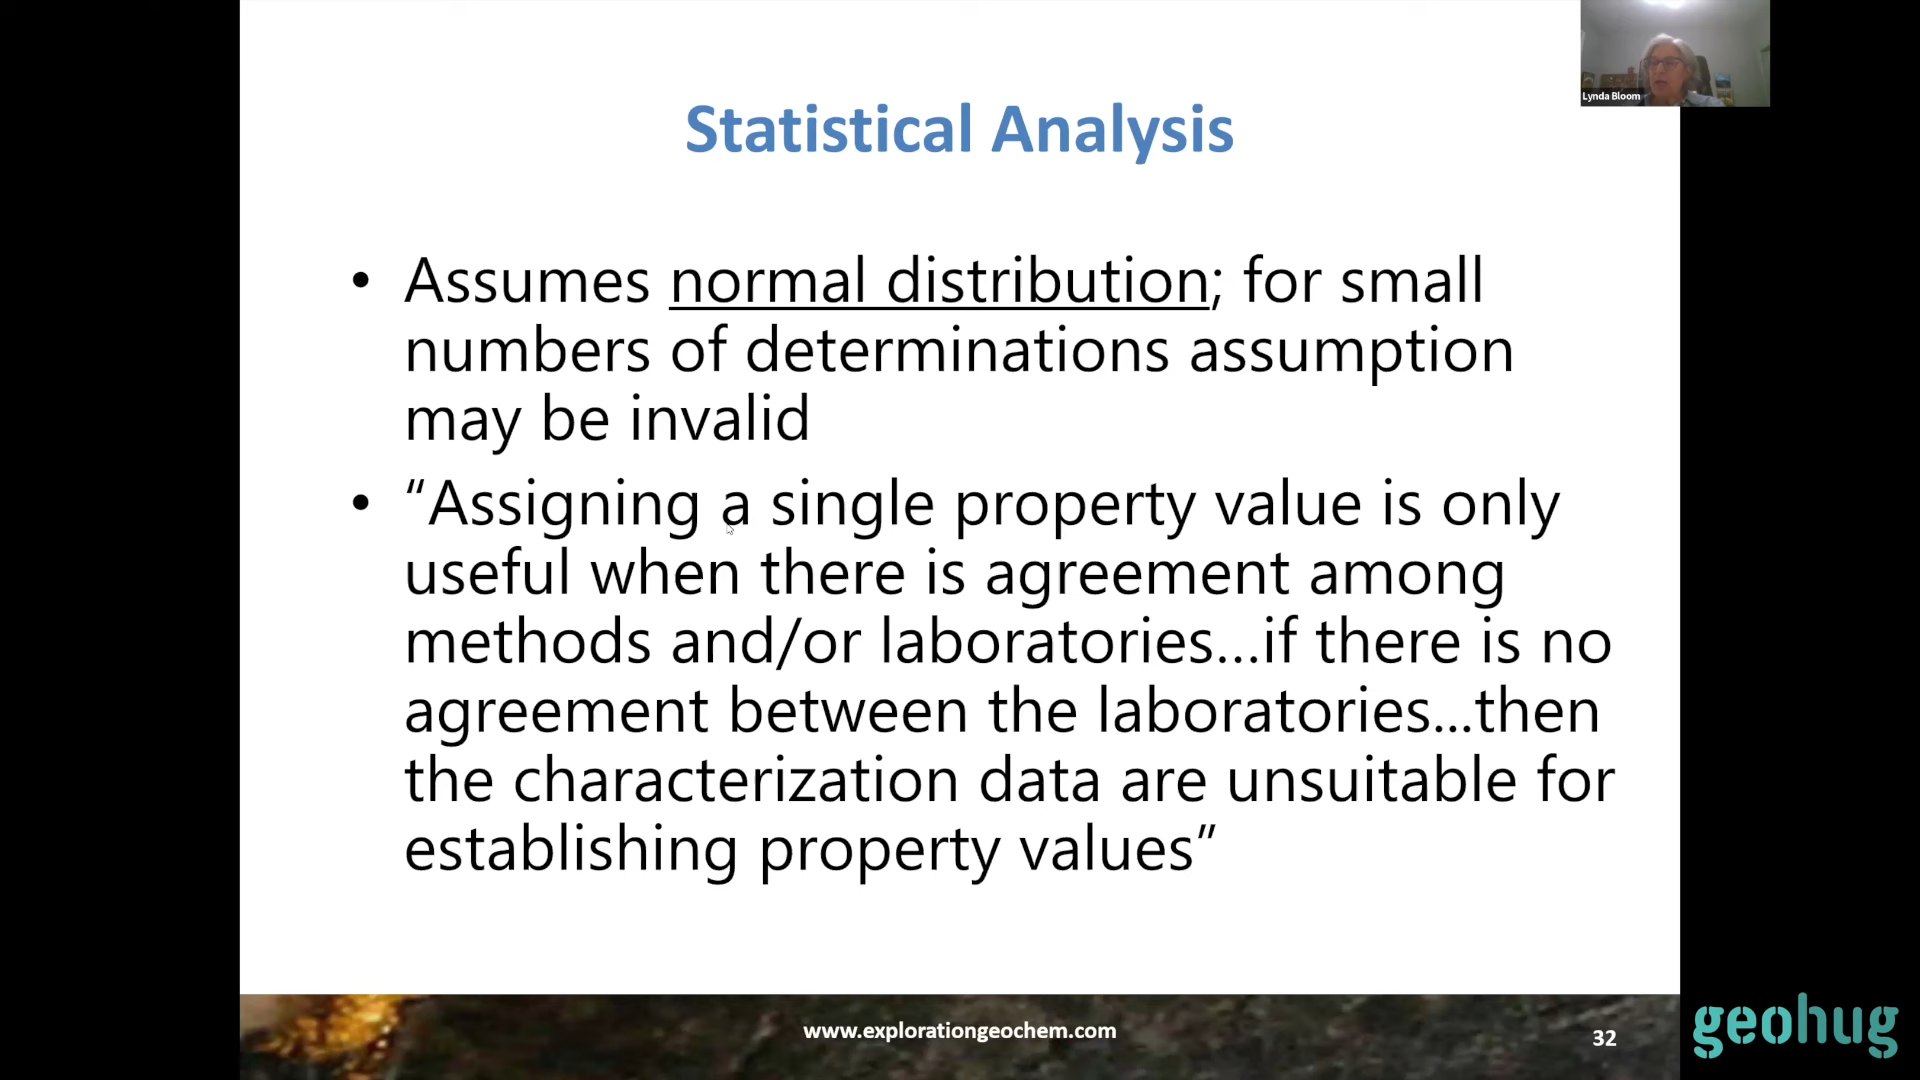 Lynda Bloom
Statistical Analysis
• Assumes normal distribution; for small
numbers of determinations assumption
may be invalid
• “Assigning a single property value is only
useful when there is agreement among
methods and/or laboratories...if there is no
agreement between the laboratories...then
the characterization data are unsuitable for
establishing property values”
www.explorationgeochem.com
32
geohug